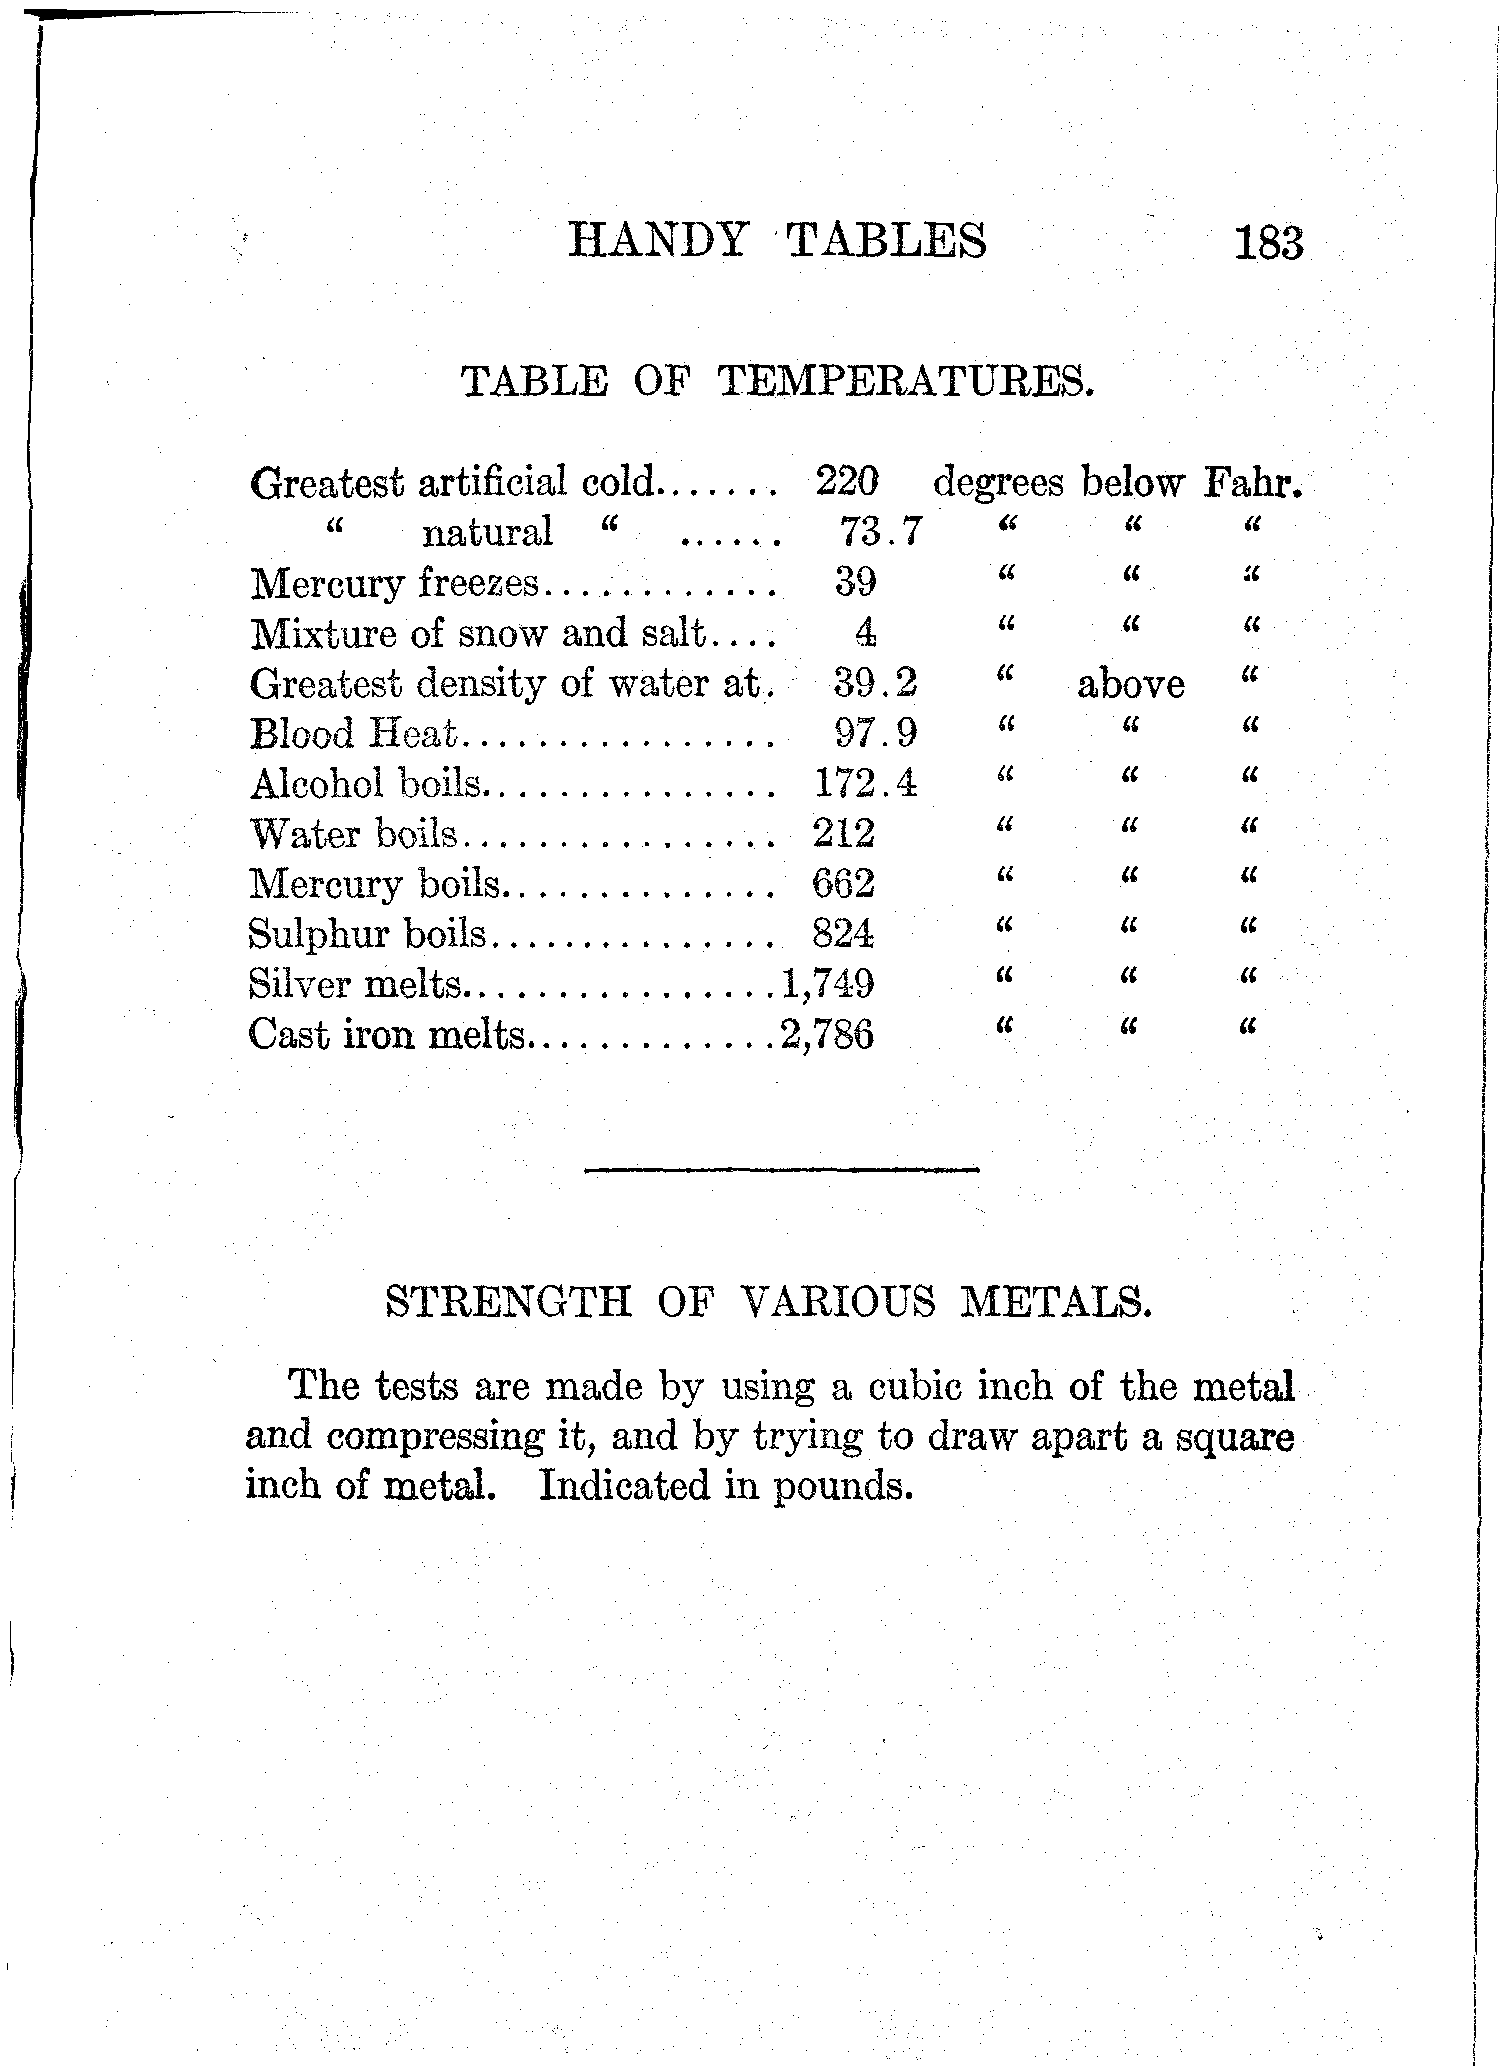 HANDY TABLES 183
TABLE OF TEMPERATURES.
Greatest artificial cold....... 220 degrees below Fahr.
“ natural “ ...... 73.7 “ “ “
Mercury freezes............. 39 “ “ “
Mixture of snow and salt.... 4 “ “ “
Greatest density of water at. 39.2 “ above “
Blood Heat................. 97.9 “ “ “
Alcohol boils................ 172.4 “ “ “
Water boils................. 212 “ “ “
Mercury boils............... 662 “ “ “
Sulphur boils................ 824 “ “ “
Silver melts.................1,749 “ “ “
Cast iron melts..............2,786 “ “ “
STRENGTH OF VARIOUS METALS.
The tests are made by using a cubic inch of the metal
and compressing it, and by trying to draw apart a square
inch of metal. Indicated in pounds.